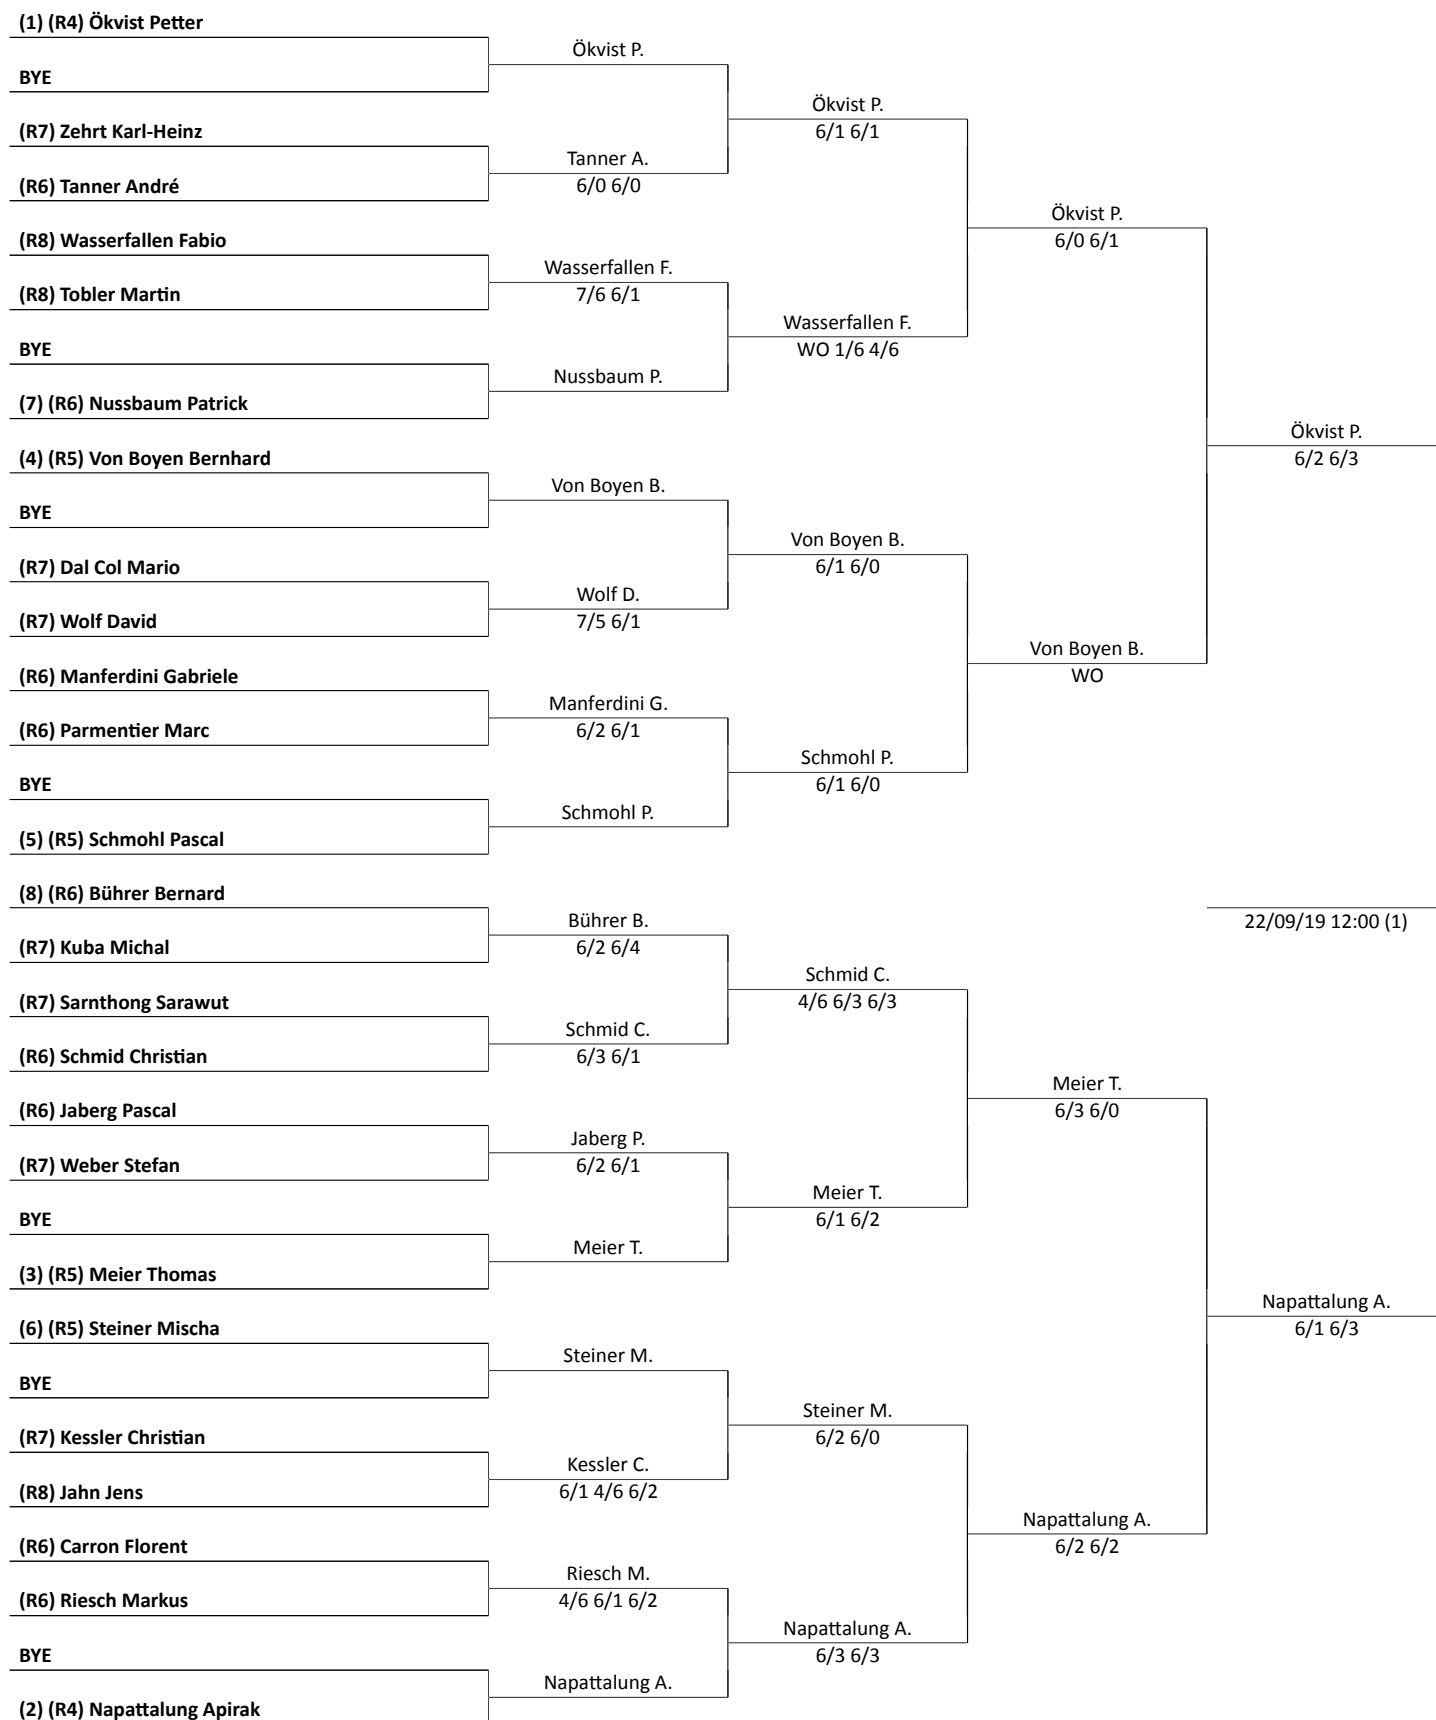 (1) (R4) Ökvist Petter
Ökvist P.
BYE
Ökvist P.
6/1 6/1
(R7) Zehrt Karl-Heinz
Tanner A.
6/0 6/0
(R6) Tanner André
Ökvist P.
6/0 6/1
(R8) Wasserfallen Fabio
Wasserfallen F.
7/6 6/1
(R8) Tobler Martin
Wasserfallen F.
WO 1/6 4/6
BYE
Nussbaum P.
(7) (R6) Nussbaum Patrick
Ökvist P.
6/2 6/3
(4) (R5) Von Boyen Bernhard
Von Boyen B.
BYE
Von Boyen B.
6/1 6/0
(R7) Dal Col Mario
Wolf D.
7/5 6/1
(R7) Wolf David
Von Boyen B.
WO
(R6) Manferdini Gabriele
Manferdini G.
6/2 6/1
(R6) Parmentier Marc
Schmohl P.
6/1 6/0
BYE
Schmohl P.
(5) (R5) Schmohl Pascal
(8) (R6) Bührer Bernard
22/09/19 12:00 (1)
Bührer B.
6/2 6/4
(R7) Kuba Michal
Schmid C.
4/6 6/3 6/3
(R7) Sarnthong Sarawut
Schmid C.
6/3 6/1
(R6) Schmid Christian
Meier T.
6/3 6/0
(R6) Jaberg Pascal
Jaberg P.
6/2 6/1
(R7) Weber Stefan
Meier T.
6/1 6/2
BYE
Meier T.
(3) (R5) Meier Thomas
Napattalung A.
6/1 6/3
(6) (R5) Steiner Mischa
Steiner M.
BYE
Steiner M.
6/2 6/0
(R7) Kessler Christian
Kessler C.
6/1 4/6 6/2
(R8) Jahn Jens
Napattalung A.
6/2 6/2
(R6) Carron Florent
Riesch M.
4/6 6/1 6/2
(R6) Riesch Markus
Napattalung A.
6/3 6/3
BYE
Napattalung A.
(2) (R4) Napattalung Apirak